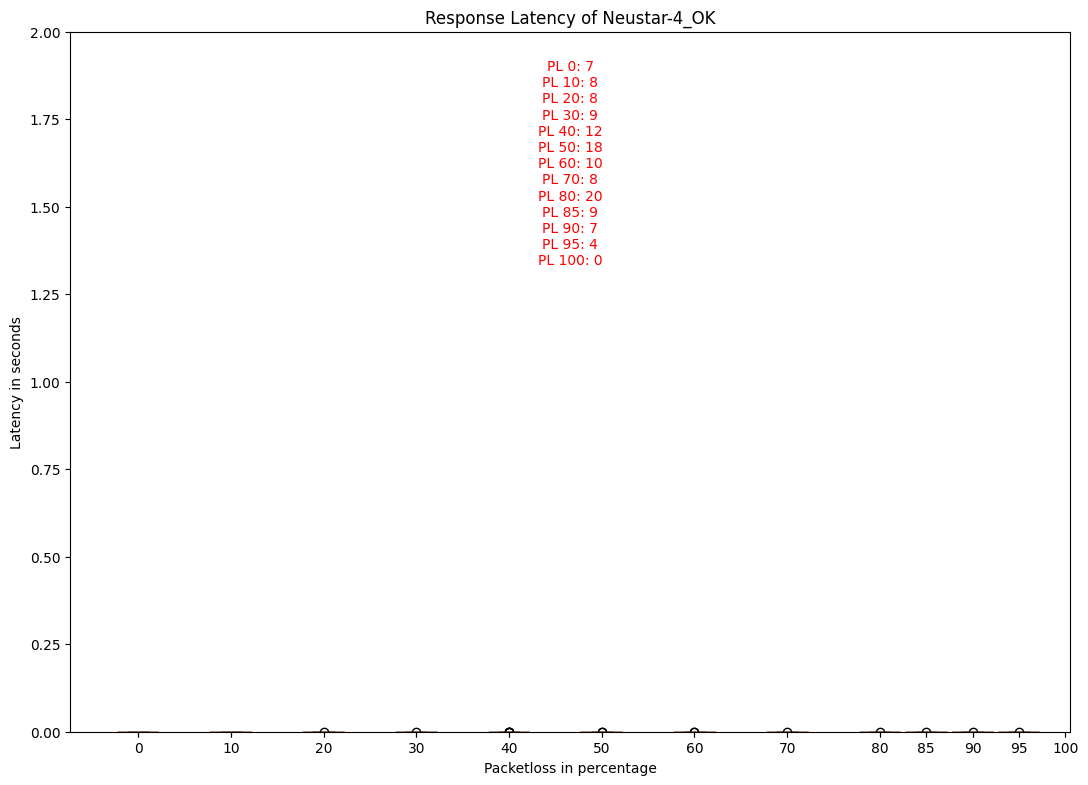 Response Latency of Neustar-4_OK
2.00
PL 0: 7
PL 10: 8
PL 20: 8
PL 30: 9
1.75
PL 40: 12
PL 50: 18
PL 60: 10
PL 70: 8
PL 80: 20
1.50
PL 85: 9
PL 90: 7
PL 95: 4
PL 100: 0
1.25
1.00
0.75
0.50
0.25
0.00
Latency in seconds
0 10 20 30 40 50 60 70 80 85 90 95 100
Packetloss in percentage